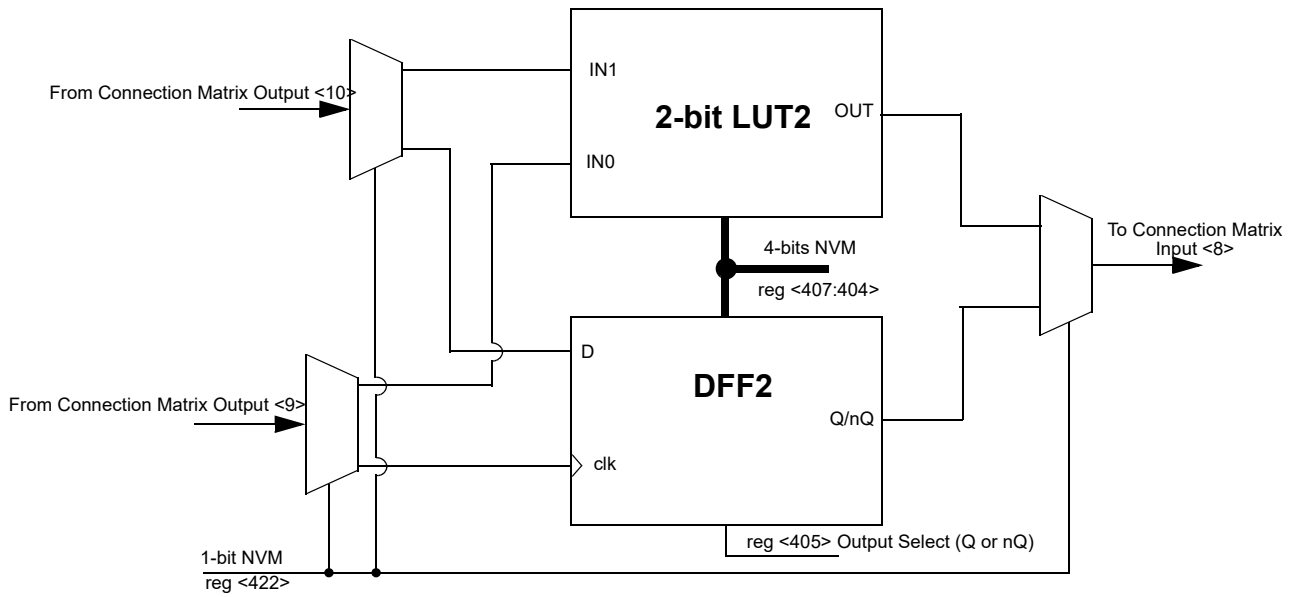 From Connection Matrix Output <10>
IN1
2-bit LUT2
OUT
IN0
To Connection Matrix
Input <8>
4-bits NVM
reg <407:404>
D
DFF2
From Connection Matrix Output <9>
Q/nQ
clk
reg <405> Output Select (Q or nQ)
1-bit NVM
reg <422>